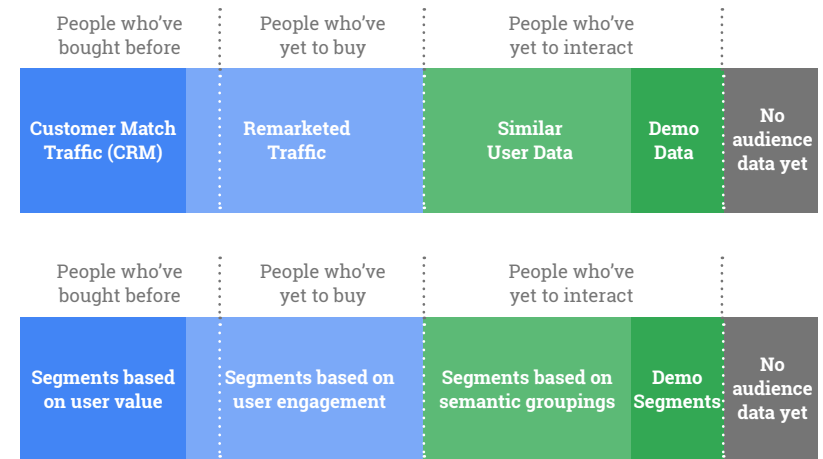 People who've
bought before
People who've
yet to buy
People who've
yet to interact
Customer Match
Traffic (CRM)
Remarketed
Traffic
Similar
User Data
Demo
Data
No
audience
data yet
People who've
bought before
People who've
yet to buy
People who've
yet to interact
Segments based
on user value
Segments based on
user engagement
Segments based on
semantic groupings
Demo
Segments
No
audience
data yet